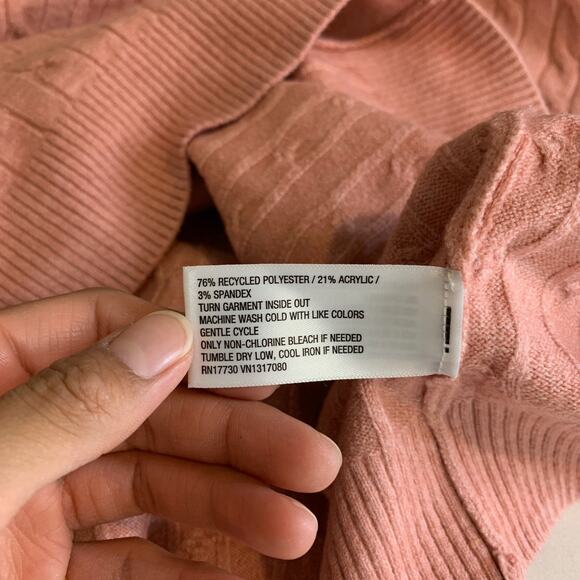 76% RECYCLED POLYESTER / 21% ACRYLIC /
3% SPANDEX
TURN GARMENT INSIDE OUT
MACHINE WASH COLD WITH LIKE COLORS
GENTLE CYCLE
ONLY NON-CHLORINE BLEACH IF NEEDED
TUMBLE DRY LOW, COOL IRON IF NEEDED
RN17730 VN1317080